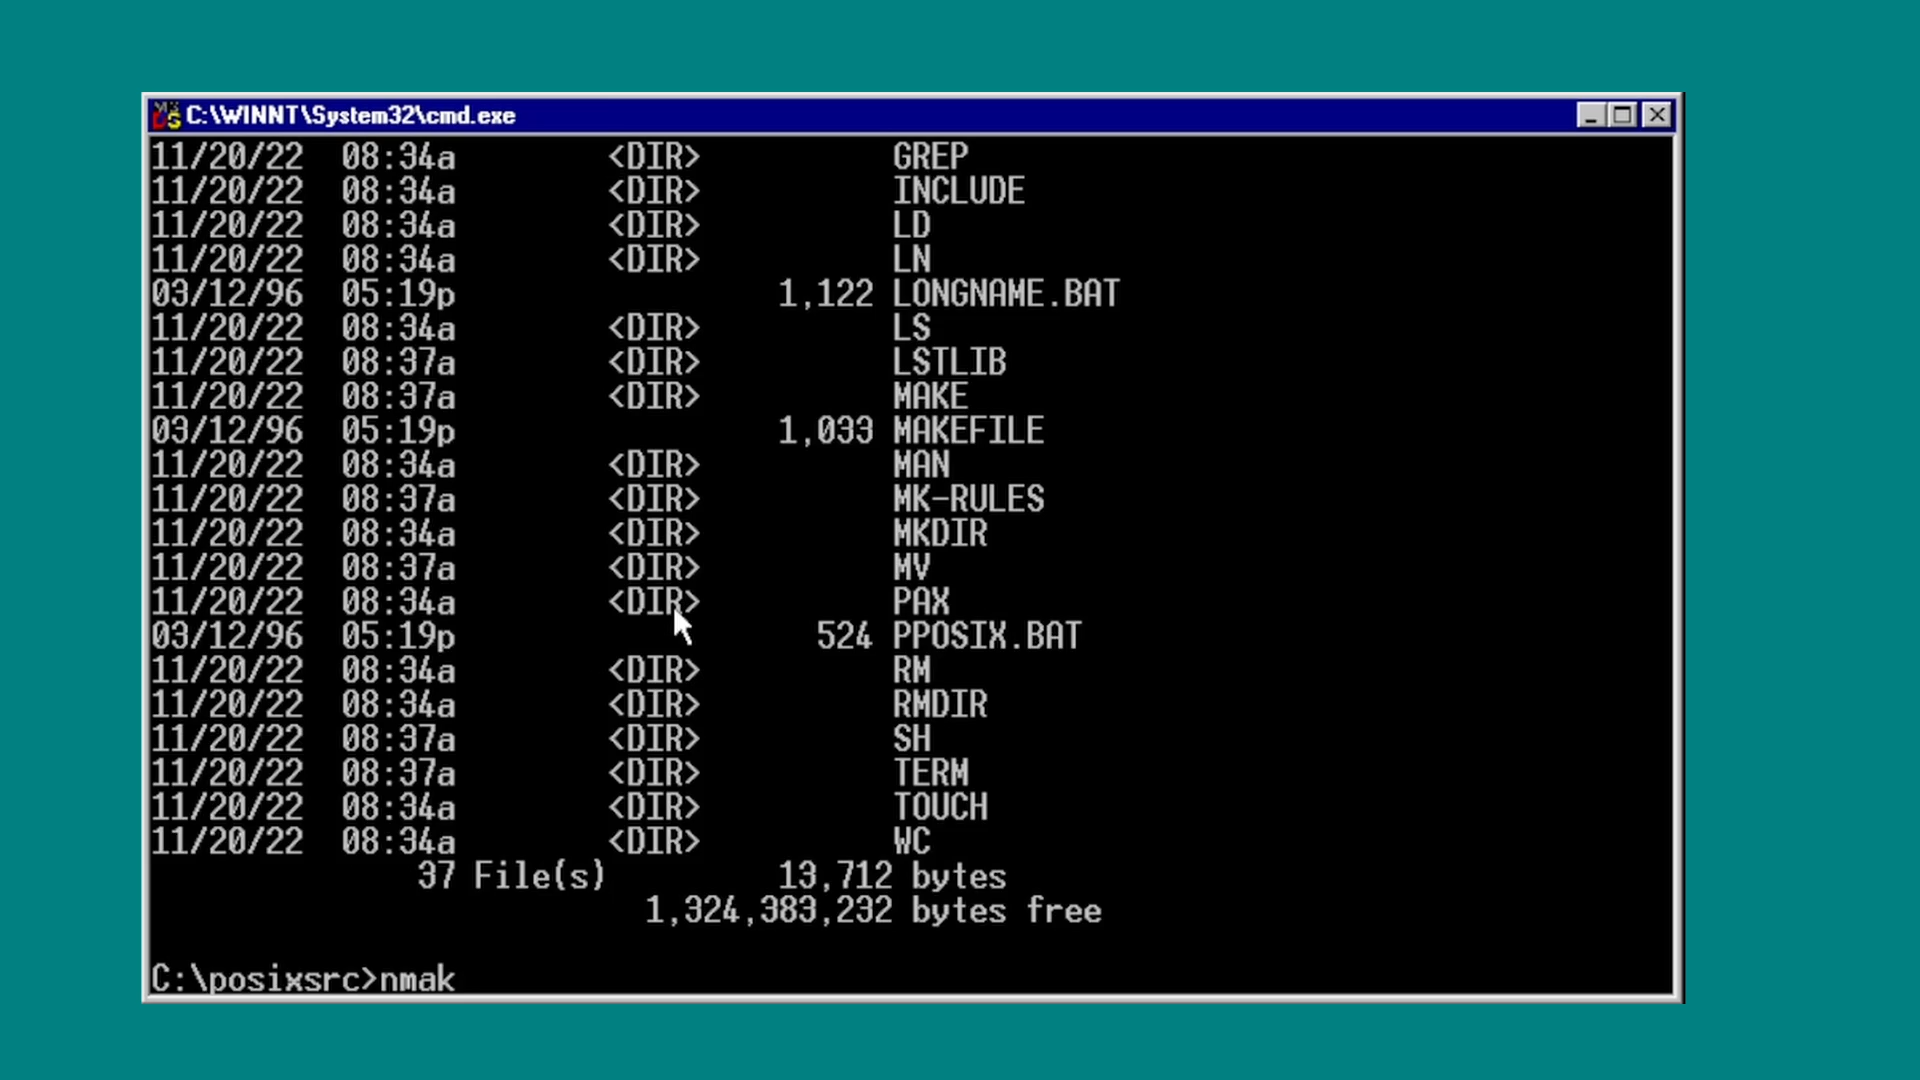 C:\WINNT\System32\cmd.exe
11/20/22 08:34a <DIR> GREP
11/20/22 08:34a <DIR> INCLUDE
11/20/22 08:34a <DIR> LD
11/20/22 08:34a <DIR> LN
03/12/96 05:19p 1,122 LONGNAME.BAT
11/20/22 08:34a <DIR> LS
11/20/22 08:37a <DIR> LSTLIB
11/20/22 08:37a <DIR> MAKE
03/12/96 05:19p 1,033 MAKEFILE
11/20/22 08:34a <DIR> MAN
11/20/22 08:37a <DIR> MK-RULES
11/20/22 08:34a <DIR> MKDIR
11/20/22 08:37a <DIR> MV
11/20/22 08:34a <DIR> PAX
03/12/96 05:19p 524 PPOSIX.BAT
11/20/22 08:34a <DIR> RM
11/20/22 08:34a <DIR> RMDIR
11/20/22 08:37a <DIR> SH
11/20/22 08:37a <DIR> TERM
11/20/22 08:34a <DIR> TOUCH
11/20/22 08:34a <DIR> WC
37 File(s) 13,712 bytes
1,324,383,232 bytes free
C:\posixsrc>nmak